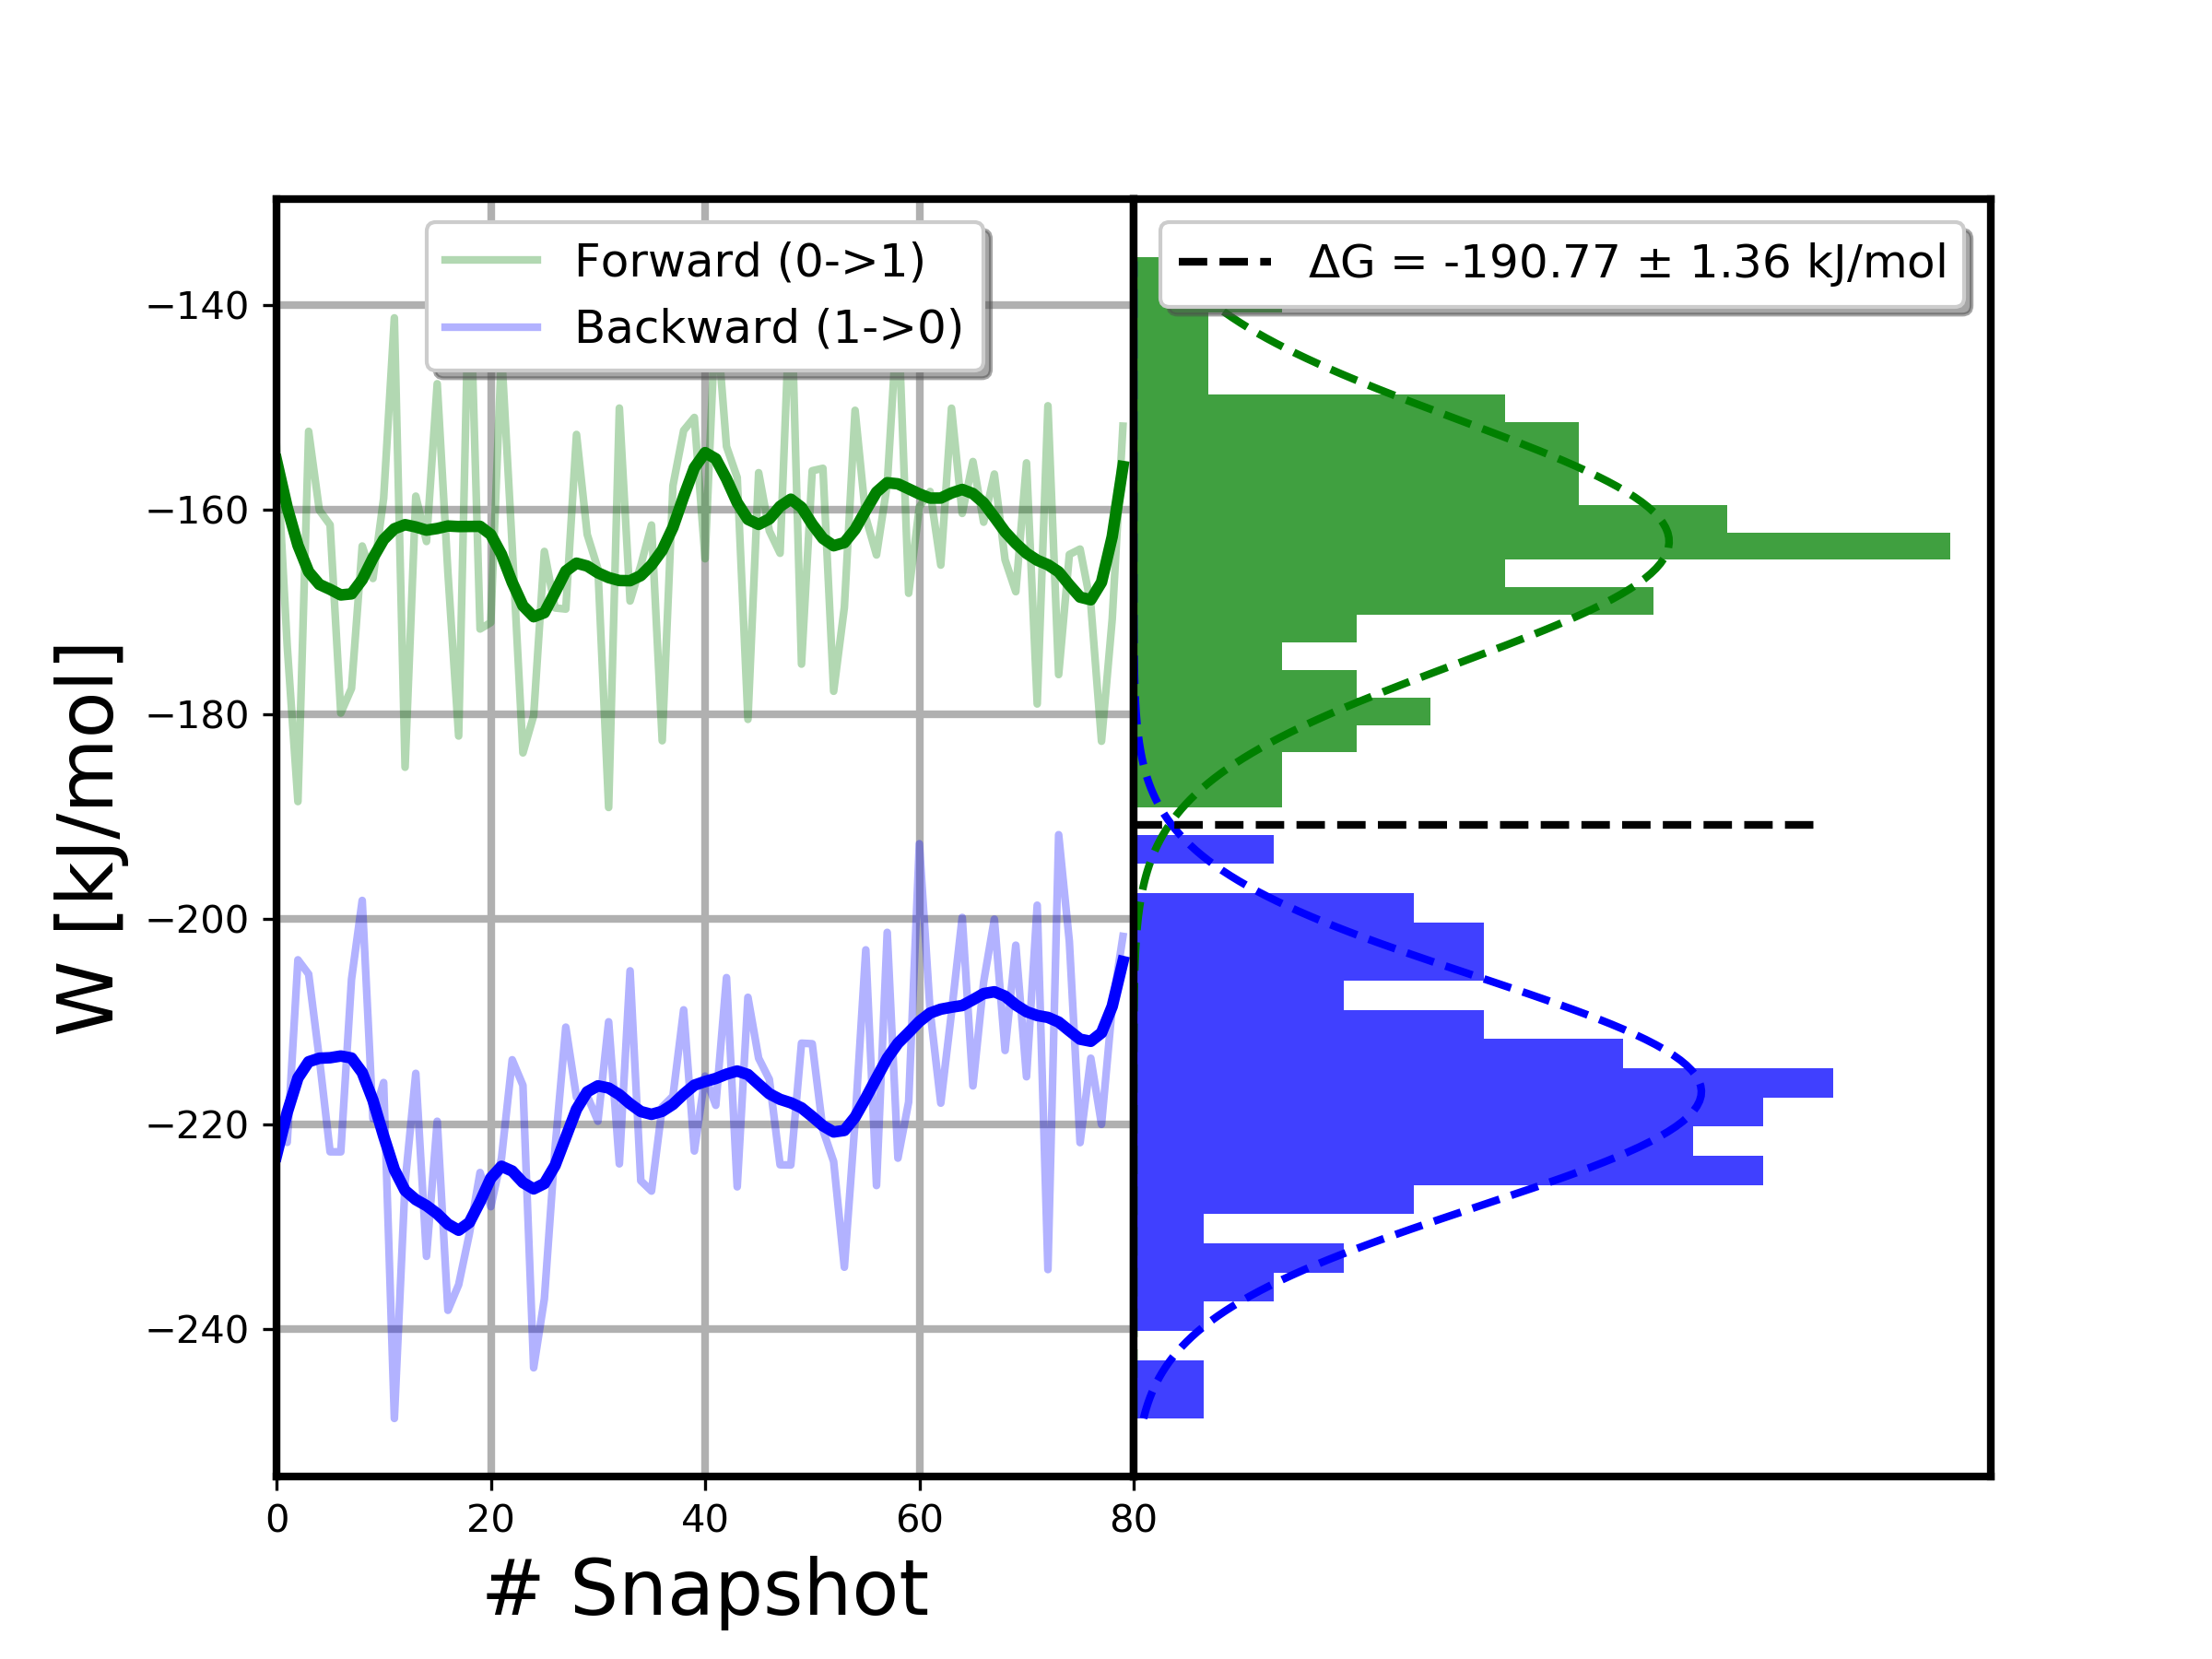 Forward (0->1)
Backward (1->0)
ΔG = -190.77 ± 1.36 kJ/mol
−140
−160
−180
−200
−220
−240
W [kJ/mol]
0 20 40 60 80
# Snapshot